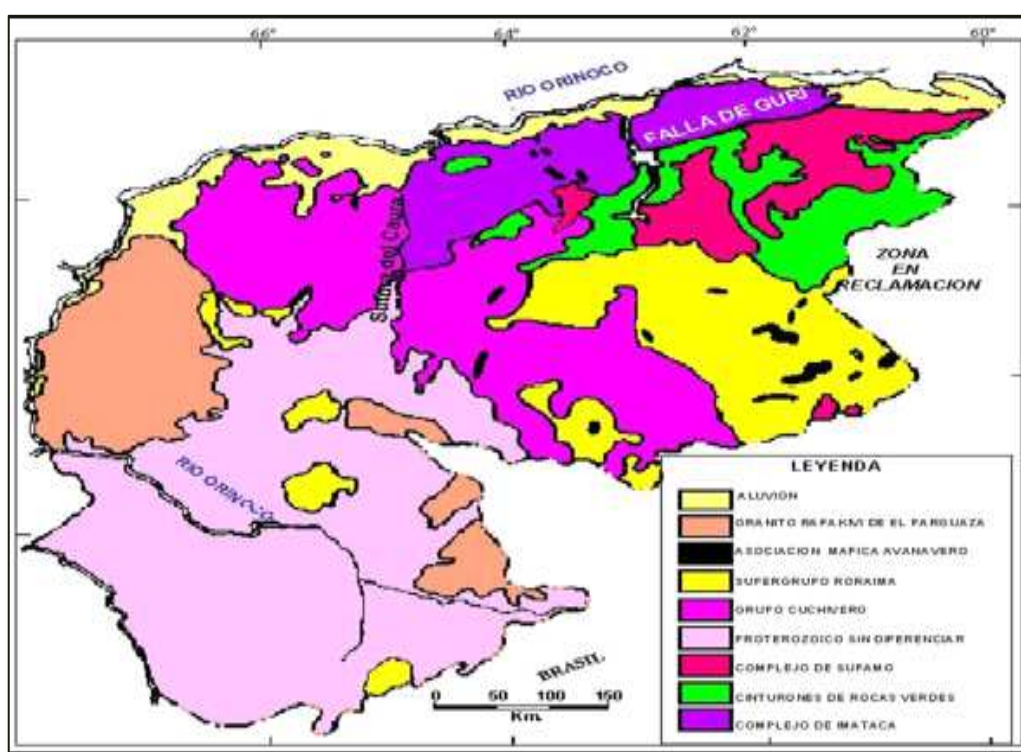 66° 64° 62° 60°
RIO ORINOCO
FALLA DE GURI
Sutura del Caura
ZONA
EN
RECLAMACION
RIO ORINOCO
BRASIL
0 50 100 150
Km.
LEYENDA
ALUVION
GRANITO RAPAKIVI DE EL PARGUAZA
ASOCIACION MAFICA AVANAVERO
SUPERGRUPO RORAIMA
GRUPO CUCHIVERO
PROTEROZOICO SIN DIFERENCIAR
COMPLEJO DE SUPAMO
CINTURONES DE ROCAS VERDES
COMPLEJO DE IMATACA